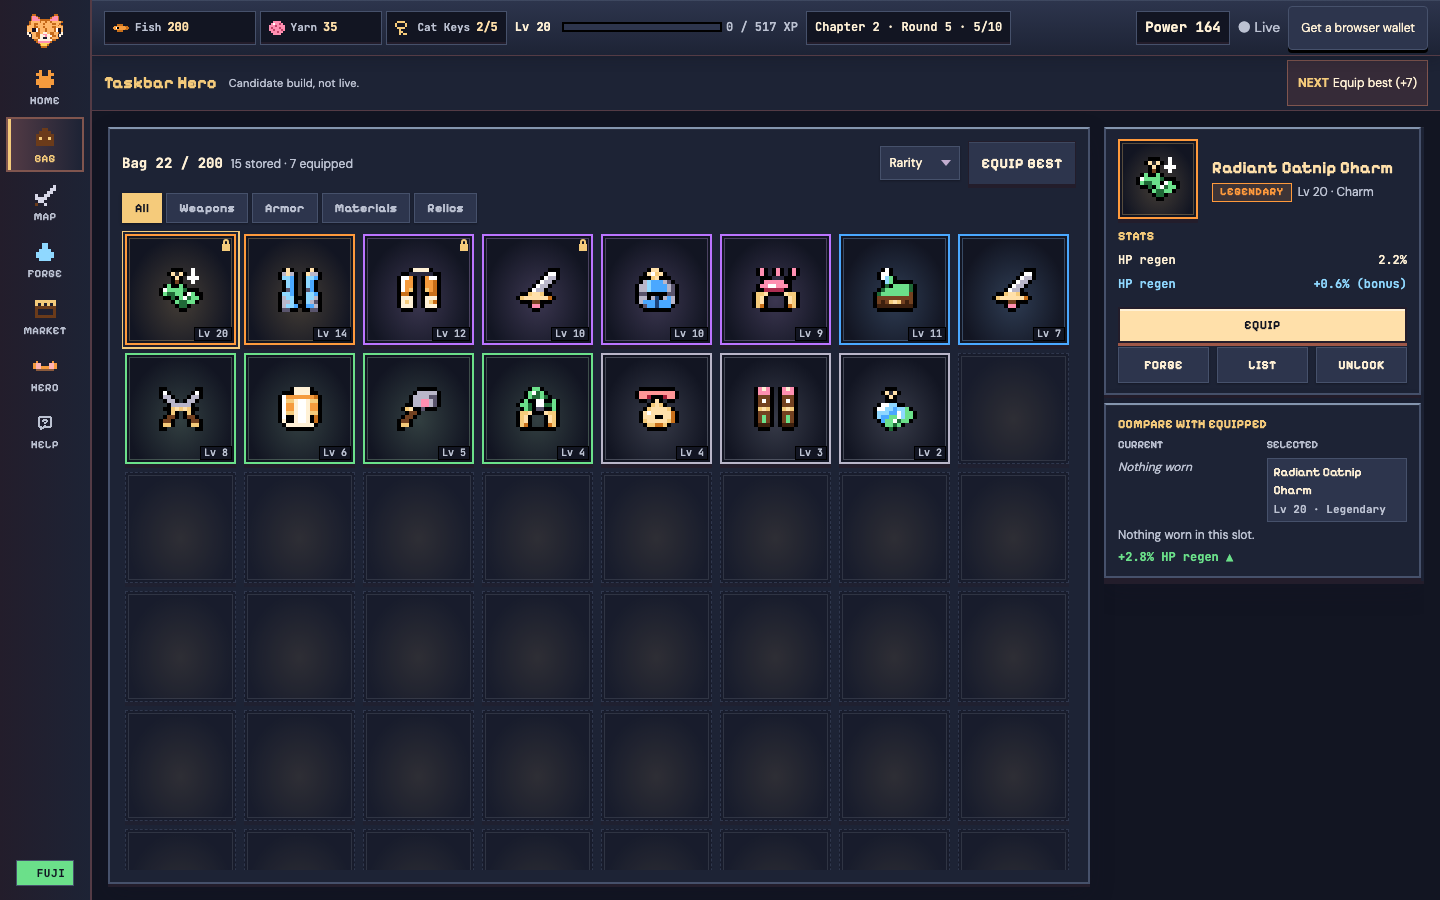 Fish 200
Yarn 35
Cat Keys 2/5
Lv 20
0 / 517 XP
Chapter 2 · Round 5 · 5/10
Power 164
Live
Get a browser wallet
Taskbar Hero
Candidate build, not live.
NEXT Equip best (+7)
HOME
BAG
MAP
FORGE
MARKET
HERO
HELP
FUJI
Bag 22 / 200
15 stored · 7 equipped
Rarity
EQUIP BEST
All
Weapons
Armor
Materials
Relics
Lv 20
Lv 14
Lv 12
Lv 10
Lv 10
Lv 9
Lv 11
Lv 7
Lv 8
Lv 6
Lv 5
Lv 4
Lv 4
Lv 3
Lv 2
Radiant Catnip Charm
LEGENDARY
Lv 20 · Charm
STATS
HP regen 2.2%
HP regen +0.6% (bonus)
EQUIP
FORGE
LIST
UNLOCK
COMPARE WITH EQUIPPED
CURRENT
SELECTED
Nothing worn
Radiant Catnip
Charm
Lv 20 · Legendary
Nothing worn in this slot.
+2.8% HP regen ▲